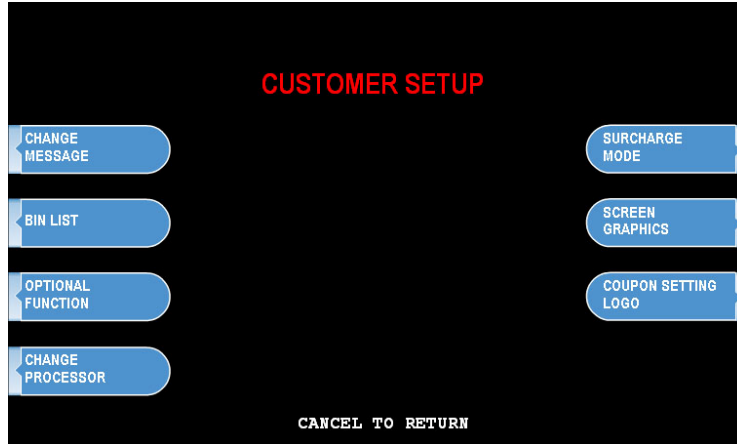 CUSTOMER SETUP
CHANGE
MESSAGE
BIN LIST
OPTIONAL
FUNCTION
CHANGE
PROCESSOR
SURCHARGE
MODE
SCREEN
GRAPHICS
COUPON SETTING
LOGO
CANCEL TO RETURN